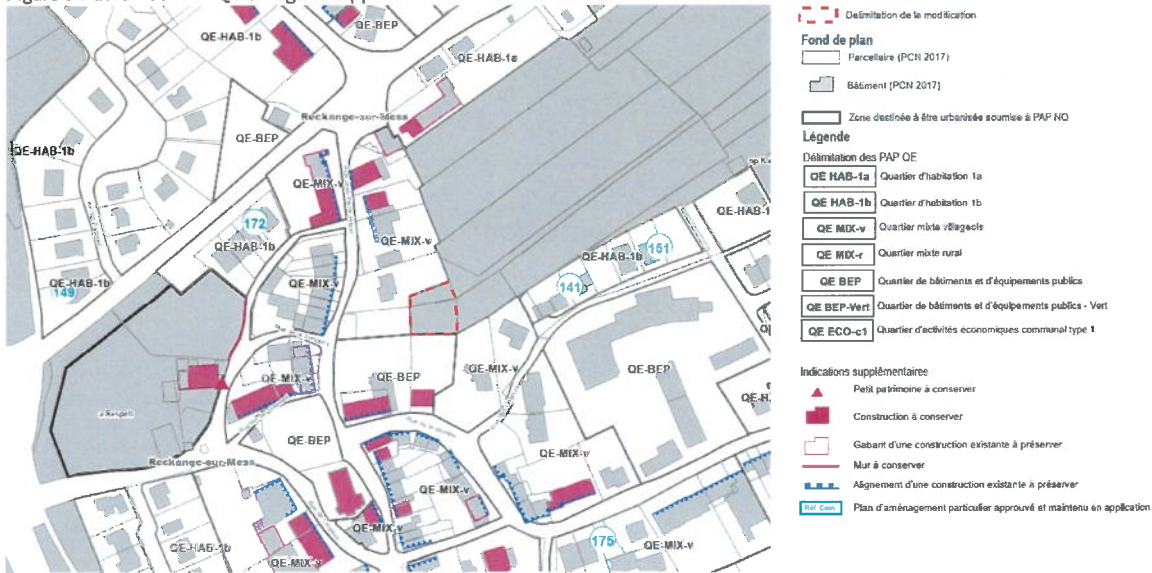 QE-HAB-1b
QE-BEP
QE-HAB-1a
Reckange-sur-Mess
QE-HAB-1b
QE-BEP
QE-MIX-v
172
QE-HAB-1b
QE-MIX-v
QE-HAB-1b
149
QE-MIX-v
QE-HAB-1
151
QE-HAB-1b
141
QE-MIX-v
QE-BEP
QE-MIX-v
QE-BEP
QE-BEP
Reckange-sur-Mess
QE-MIX-v
QE-MIX-v
QE-HAB-1b
QE-MIX-v
QE-MIX-v
175
QE-MIX-v
Délimitation de la modification
Fond de plan
Parcellaire (PCN 2017)
Bâtiment (PCN 2017)
Zone destinée à être urbanisée soumise à PAP NQ
Légende
Délimitation des PAP QE
QE HAB-1a Quartier d'habitation 1a
QE HAB-1b Quartier d'habitation 1b
QE MIX-v Quartier mixte villageois
QE MIX-r Quartier mixte rural
QE BEP Quartier de bâtiments et d'équipements publics
QE BEP-Vert Quartier de bâtiments et d'équipements publics - Vert
QE ECO-c1 Quartier d'activités économiques communal type 1
Indications supplémentaires
Petit patrimoine à conserver
Construction à conserver
Gabarit d'une construction existante à préserver
Mur à conserver
Alignement d'une construction existante à préserver
Plan d'aménagement particulier approuvé et maintenu en application